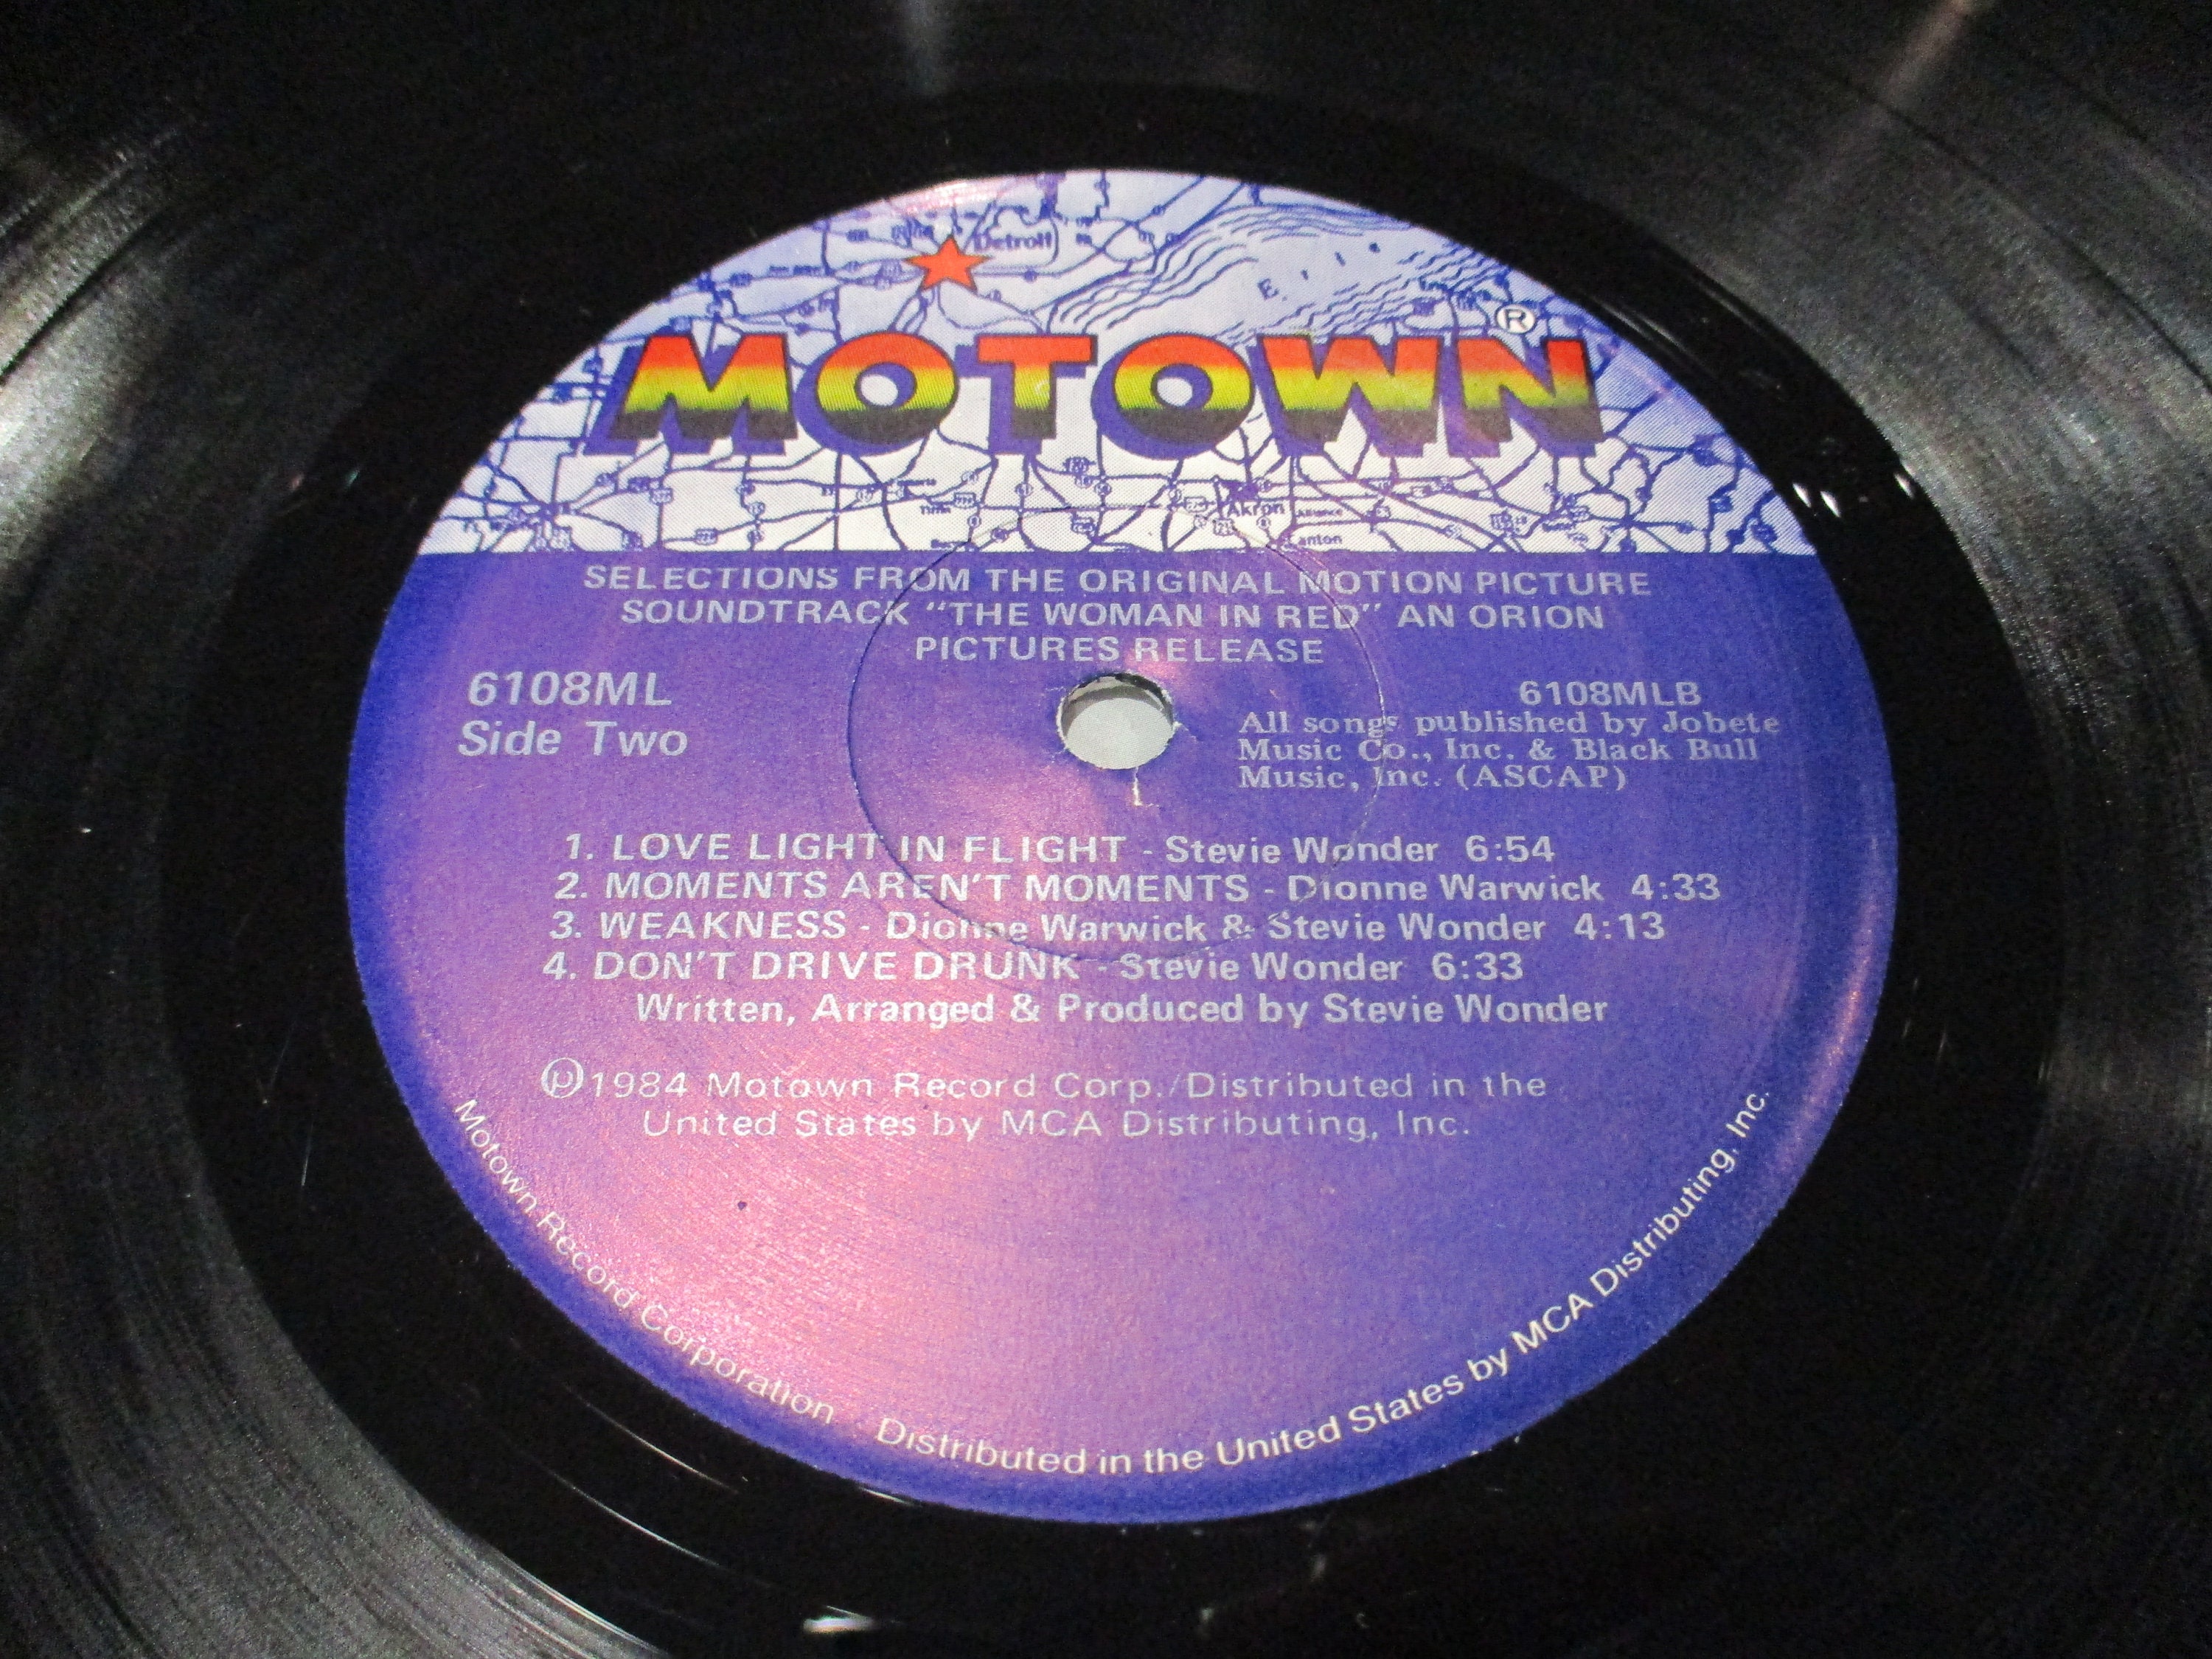 Detroit
Erie
MOTOWN
®
Akron
Alliance
Canton
SELECTIONS FROM THE ORIGINAL MOTION PICTURE
SOUNDTRACK "THE WOMAN IN RED" AN ORION
PICTURES RELEASE
6108ML
Side Two
6108MLB
All songs published by Jobete
Music Co., Inc. & Black Bull
Music, Inc. (ASCAP)
1. LOVE LIGHT IN FLIGHT - Stevie Wonder 6:54
2. MOMENTS AREN'T MOMENTS - Dionne Warwick 4:33
3. WEAKNESS - Dionne Warwick & Stevie Wonder 4:13
4. DON'T DRIVE DRUNK - Stevie Wonder 6:33
Written, Arranged & Produced by Stevie Wonder
℗1984 Motown Record Corp./Distributed in the
United States by MCA Distributing, Inc.
Motown Record Corporation Distributed in the United States by MCA Distributing, Inc.